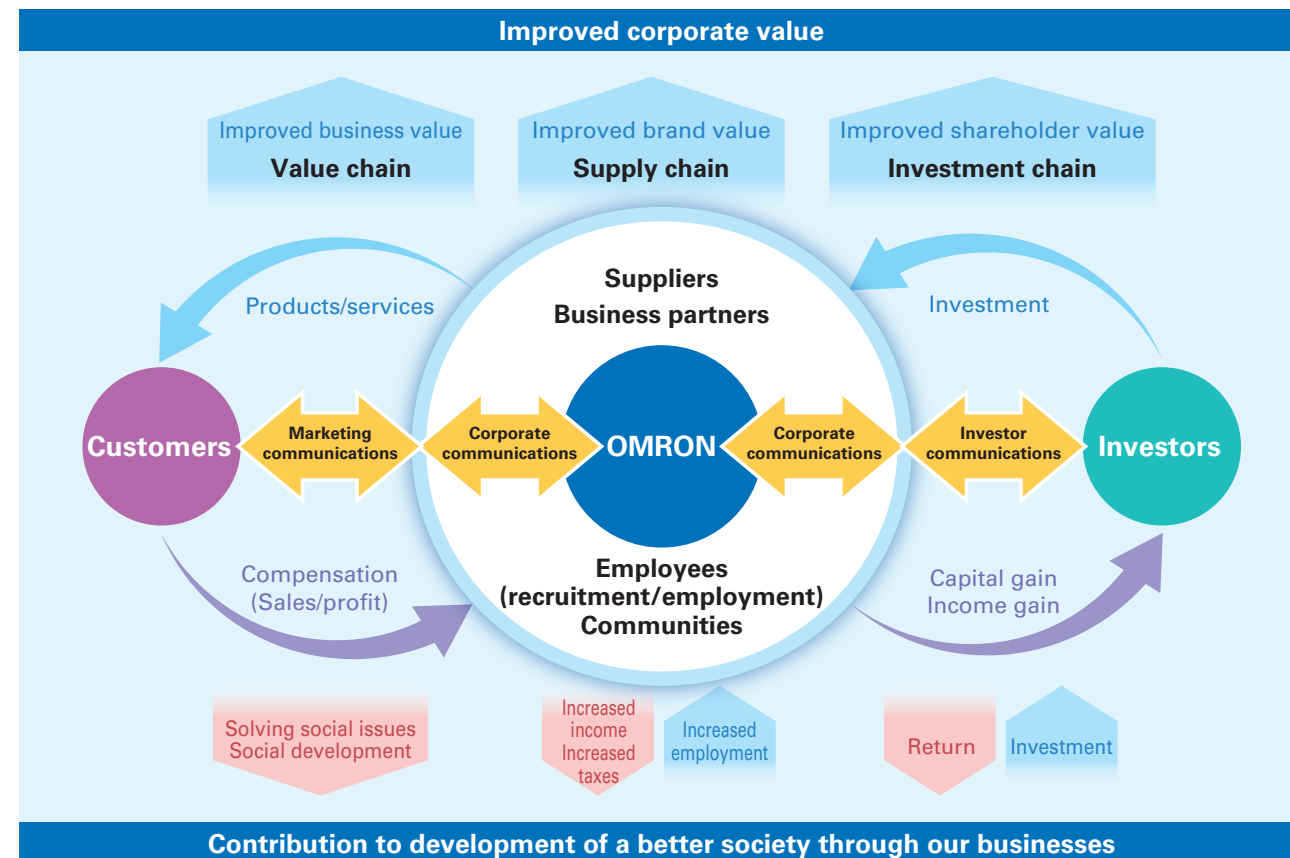 Improved corporate value
Improved business value
Value chain
Improved brand value
Supply chain
Improved shareholder value
Investment chain
Products/services
Suppliers
Business partners
Investment
Customers
Marketing
communications
Corporate
communications
OMRON
Corporate
communications
Investor
communications
Investors
Compensation
(Sales/profit)
Employees
(recruitment/employment)
Communities
Capital gain
Income gain
Solving social issues
Social development
Increased
income
Increased
taxes
Increased
employment
Return
Investment
Contribution to development of a better society through our businesses